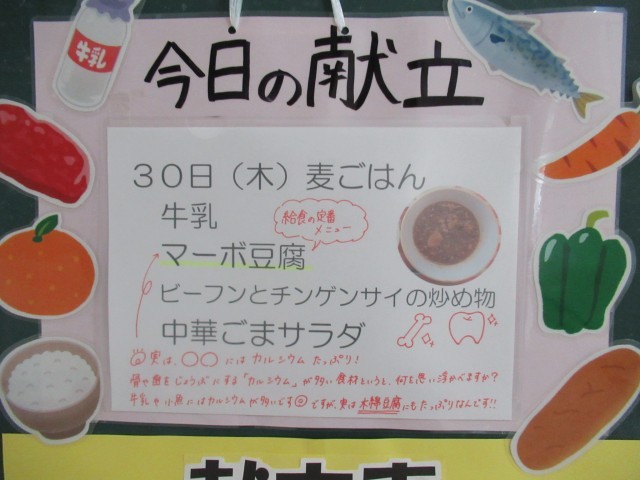 牛乳
今日の献立
30日（木）麦ごはん
牛乳
給食の定番
メニュー
マーボ豆腐
ビーフンとチンゲンサイの炒め物
中華ごまサラダ
実は、〇〇にはカルシウムたっぷり！
骨や歯をじょうぶにする「カルシウム」が多い食材というと、何を思い浮かべますか？
牛乳や小魚にはカルシウムが多いです◎ ですが、実は木綿豆腐にもたっぷりなんです!!